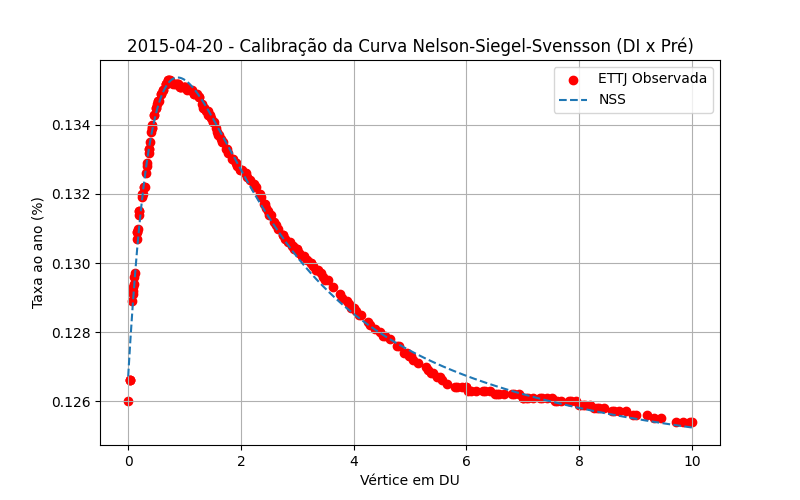 2015-04-20 - Calibração da Curva Nelson-Siegel-Svensson (DI x Pré)
ETTJ Observada
NSS
Taxa ao ano (%)
0.134
0.132
0.130
0.128
0.126
0
2
4
6
8
10
Vértice em DU